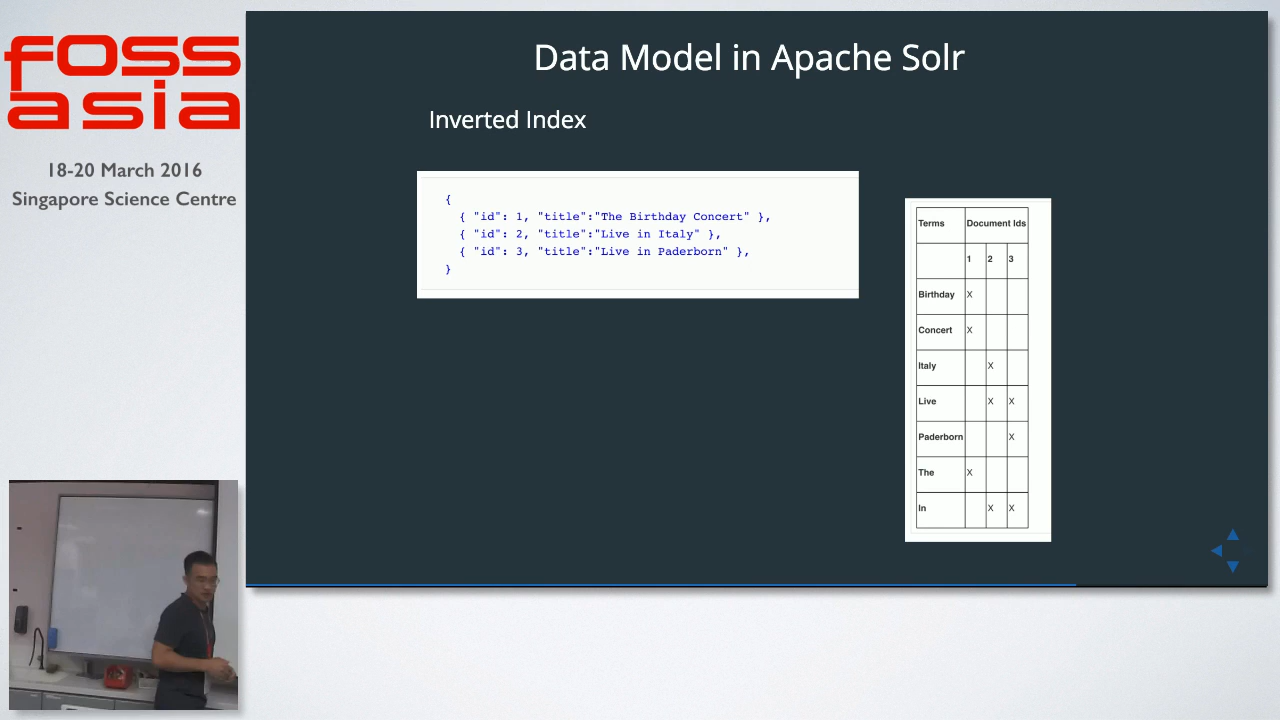 foss
asia
18-20 March 2016
Singapore Science Centre
Data Model in Apache Solr
Inverted Index
{
{ "id": 1, "title":"The Birthday Concert" },
{ "id": 2, "title":"Live in Italy" },
{ "id": 3, "title":"Live in Paderborn" },
}
Terms Document Ids
1 2 3
Birthday X
Concert X
Italy X
Live X X
Paderborn X
The X
In X X